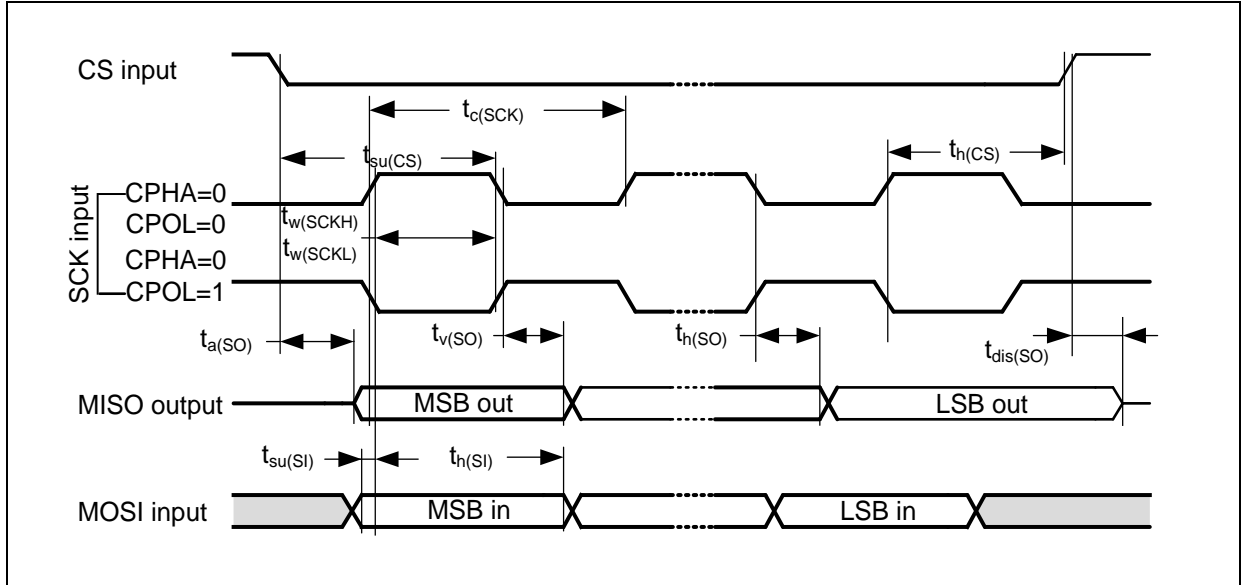 CS input
tc(SCK)
tsu(CS)
th(CS)
SCK input
CPHA=0
CPOL=0
CPHA=0
CPOL=1
tw(SCKH)
tw(SCKL)
ta(SO)
tv(SO)
th(SO)
tdis(SO)
MISO output
MSB out
LSB out
tsu(SI)
th(SI)
MOSI input
MSB in
LSB in